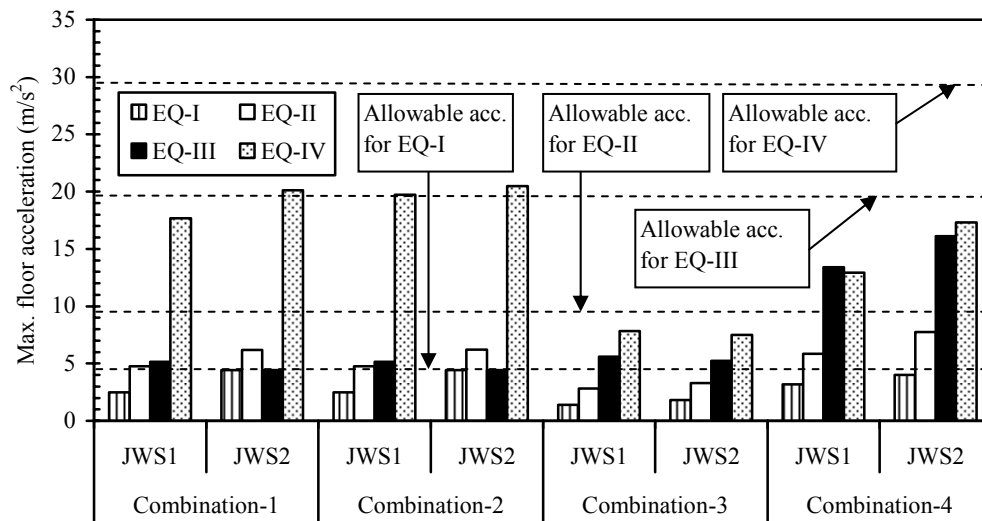 Max. floor acceleration (m/s²)
35
30
25
20
15
10
5
0
EQ-I EQ-II
EQ-III EQ-IV
Allowable acc.
for EQ-I
Allowable acc.
for EQ-II
Allowable acc.
for EQ-IV
Allowable acc.
for EQ-III
JWS1 JWS2 JWS1 JWS2 JWS1 JWS2 JWS1 JWS2
Combination-1 Combination-2 Combination-3 Combination-4